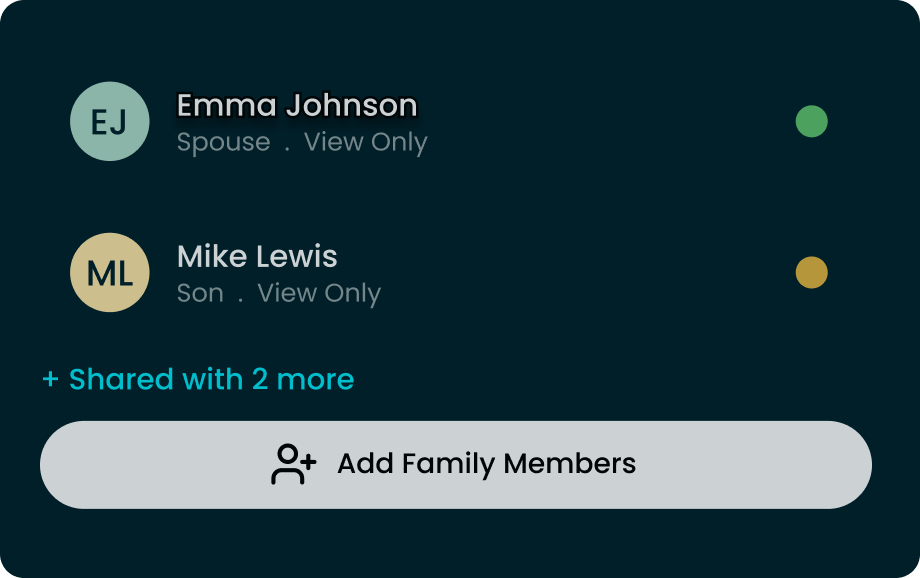 EJ
Emma Johnson
Spouse . View Only
ML
Mike Lewis
Son . View Only
+ Shared with 2 more
Add Family Members